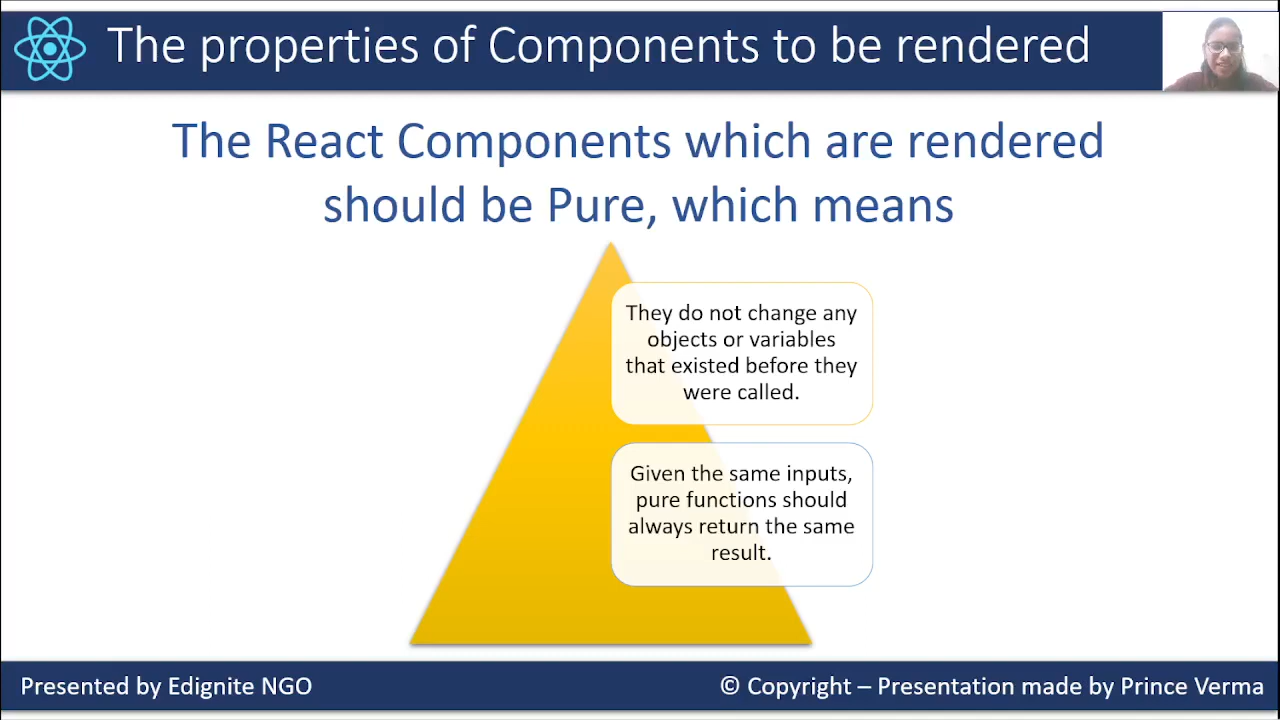 The properties of Components to be rendered
The React Components which are rendered
should be Pure, which means
They do not change any
objects or variables
that existed before they
were called.
Given the same inputs,
pure functions should
always return the same
result.
Presented by Edignite NGO
© Copyright – Presentation made by Prince Verma